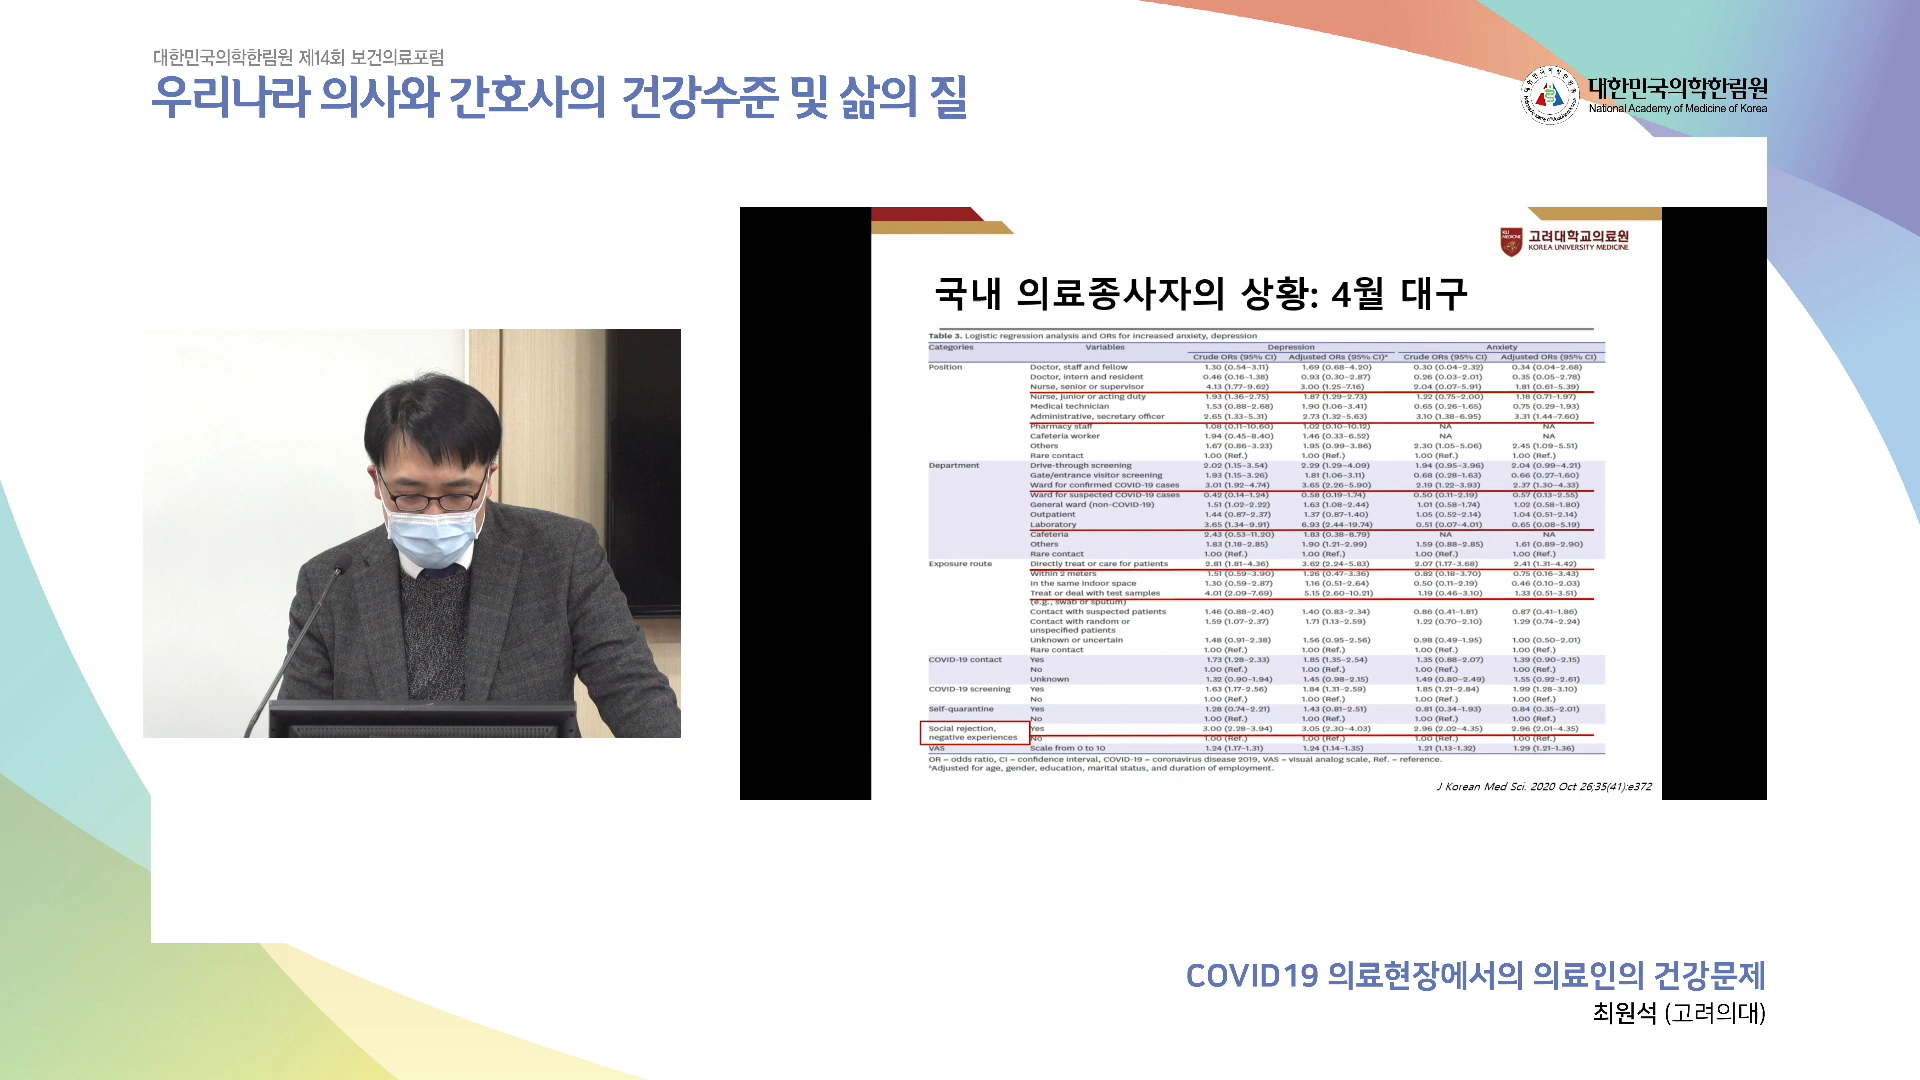 대한민국의학한림원 제14회 보건의료포럼
우리나라 의사와 간호사의 건강수준 및 삶의 질
대한민국의학한림원
National Academy of Medicine of Korea
KU MEDICINE
고려대학교의료원
KOREA UNIVERSITY MEDICINE
국내 의료종사자의 상황: 4월 대구
Table 3. Logistic regression analysis and ORs for increased anxiety, depression
Categories Variables Depression Anxiety
Crude ORs (95% CI) Adjusted ORs (95% CI)ᵃ Crude ORs (95% CI) Adjusted ORs (95% CI)
Position Doctor, staff and fellow 1.30 (0.54–3.11) 1.69 (0.68–4.20) 0.30 (0.04–2.32) 0.34 (0.04–2.68)
Doctor, intern and resident 0.46 (0.16–1.38) 0.93 (0.30–2.87) 0.26 (0.03–2.01) 0.35 (0.05–2.78)
Nurse, senior or supervisor 4.13 (1.77–9.62) 3.00 (1.25–7.16) 2.04 (0.07–5.91) 1.81 (0.61–5.39)
Nurse, junior or acting duty 1.93 (1.36–2.75) 1.87 (1.29–2.73) 1.22 (0.75–2.00) 1.18 (0.71–1.97)
Medical technician 1.53 (0.88–2.68) 1.90 (1.06–3.41) 0.65 (0.26–1.65) 0.75 (0.29–1.93)
Administrative, secretary officer 2.65 (1.33–5.31) 2.73 (1.32–5.63) 3.10 (1.38–6.95) 3.31 (1.44–7.60)
Pharmacy staff 1.08 (0.11–10.60) 1.02 (0.10–10.12) NA NA
Cafeteria worker 1.94 (0.45–8.40) 1.46 (0.33–6.52) NA NA
Others 1.67 (0.86–3.23) 1.95 (0.99–3.86) 2.30 (1.05–5.06) 2.45 (1.09–5.51)
Rare contact 1.00 (Ref.) 1.00 (Ref.) 1.00 (Ref.) 1.00 (Ref.)
Department Drive-through screening 2.02 (1.15–3.54) 2.29 (1.29–4.09) 1.94 (0.95–3.96) 2.04 (0.99–4.21)
Gate/entrance visitor screening 1.93 (1.15–3.26) 1.81 (1.06–3.11) 0.68 (0.28–1.63) 0.66 (0.27–1.60)
Ward for confirmed COVID-19 cases 3.01 (1.92–4.74) 3.65 (2.26–5.90) 2.19 (1.22–3.93) 2.37 (1.30–4.33)
Ward for suspected COVID-19 cases 0.42 (0.14–1.24) 0.58 (0.19–1.74) 0.50 (0.11–2.19) 0.57 (0.13–2.55)
General ward (non-COVID-19) 1.51 (1.02–2.22) 1.63 (1.08–2.44) 1.01 (0.58–1.74) 1.02 (0.58–1.80)
Outpatient 1.44 (0.87–2.37) 1.37 (0.87–1.40) 1.05 (0.52–2.14) 1.04 (0.51–2.14)
Laboratory 3.65 (1.34–9.91) 6.93 (2.44–19.74) 0.51 (0.07–4.01) 0.65 (0.08–5.19)
Cafeteria 2.43 (0.53–11.20) 1.83 (0.38–8.79) NA NA
Others 1.83 (1.18–2.85) 1.90 (1.21–2.99) 1.59 (0.88–2.85) 1.61 (0.89–2.90)
Rare contact 1.00 (Ref.) 1.00 (Ref.) 1.00 (Ref.) 1.00 (Ref.)
Exposure route Directly treat or care for patients 2.81 (1.81–4.36) 3.62 (2.24–5.83) 2.07 (1.17–3.68) 2.41 (1.31–4.42)
Within 2 meters 1.51 (0.59–3.90) 1.26 (0.47–3.36) 0.82 (0.18–3.70) 0.75 (0.16–3.43)
In the same indoor space 1.30 (0.59–2.87) 1.16 (0.51–2.64) 0.50 (0.11–2.19) 0.46 (0.10–2.03)
Treat or deal with test samples 4.01 (2.09–7.69) 5.15 (2.60–10.21) 1.19 (0.46–3.10) 1.33 (0.51–3.51)
(e.g., swab or sputum)
Contact with suspected patients 1.46 (0.88–2.40) 1.40 (0.83–2.34) 0.86 (0.41–1.81) 0.87 (0.41–1.86)
Contact with random or 1.59 (1.07–2.37) 1.71 (1.13–2.59) 1.22 (0.70–2.10) 1.29 (0.74–2.24)
unspecified patients
Unknown or uncertain 1.48 (0.91–2.38) 1.56 (0.95–2.56) 0.98 (0.49–1.95) 1.00 (0.50–2.01)
Rare contact 1.00 (Ref.) 1.00 (Ref.) 1.00 (Ref.) 1.00 (Ref.)
COVID-19 contact Yes 1.73 (1.28–2.33) 1.85 (1.35–2.54) 1.35 (0.88–2.07) 1.39 (0.90–2.15)
No 1.00 (Ref.) 1.00 (Ref.) 1.00 (Ref.) 1.00 (Ref.)
Unknown 1.32 (0.90–1.94) 1.45 (0.98–2.15) 1.49 (0.80–2.49) 1.55 (0.92–2.61)
COVID-19 screening Yes 1.63 (1.17–2.56) 1.84 (1.31–2.59) 1.85 (1.21–2.84) 1.99 (1.28–3.10)
No 1.00 (Ref.) 1.00 (Ref.) 1.00 (Ref.) 1.00 (Ref.)
Self-quarantine Yes 1.28 (0.74–2.21) 1.43 (0.81–2.51) 0.81 (0.34–1.93) 0.84 (0.35–2.01)
No 1.00 (Ref.) 1.00 (Ref.) 1.00 (Ref.) 1.00 (Ref.)
Social rejection, Yes 3.00 (2.28–3.94) 3.05 (2.30–4.03) 2.96 (2.02–4.35) 2.96 (2.01–4.35)
negative experiences No 1.00 (Ref.) 1.00 (Ref.) 1.00 (Ref.) 1.00 (Ref.)
VAS Scale from 0 to 10 1.24 (1.17–1.31) 1.24 (1.14–1.35) 1.21 (1.13–1.32) 1.29 (1.21–1.36)
OR = odds ratio, CI = confidence interval, COVID-19 = coronavirus disease 2019, VAS = visual analog scale, Ref. = reference.
ᵃAdjusted for age, gender, education, marital status, and duration of employment.
J Korean Med Sci. 2020 Oct 26;35(41):e372
COVID19 의료현장에서의 의료인의 건강문제
최원석 (고려의대)